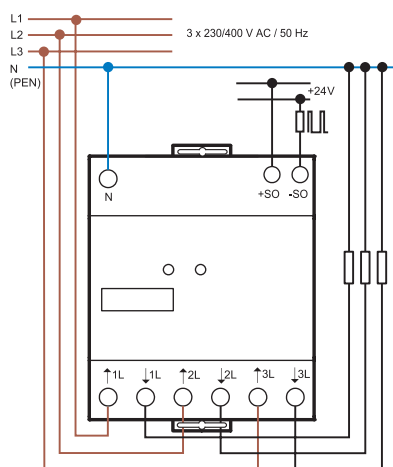 L1
L2
L3
N
(PEN)
3 x 230/400 V AC / 50 Hz
+24V
N
+SO -SO
↑1L ↓1L ↑2L ↓2L ↑3L ↓3L